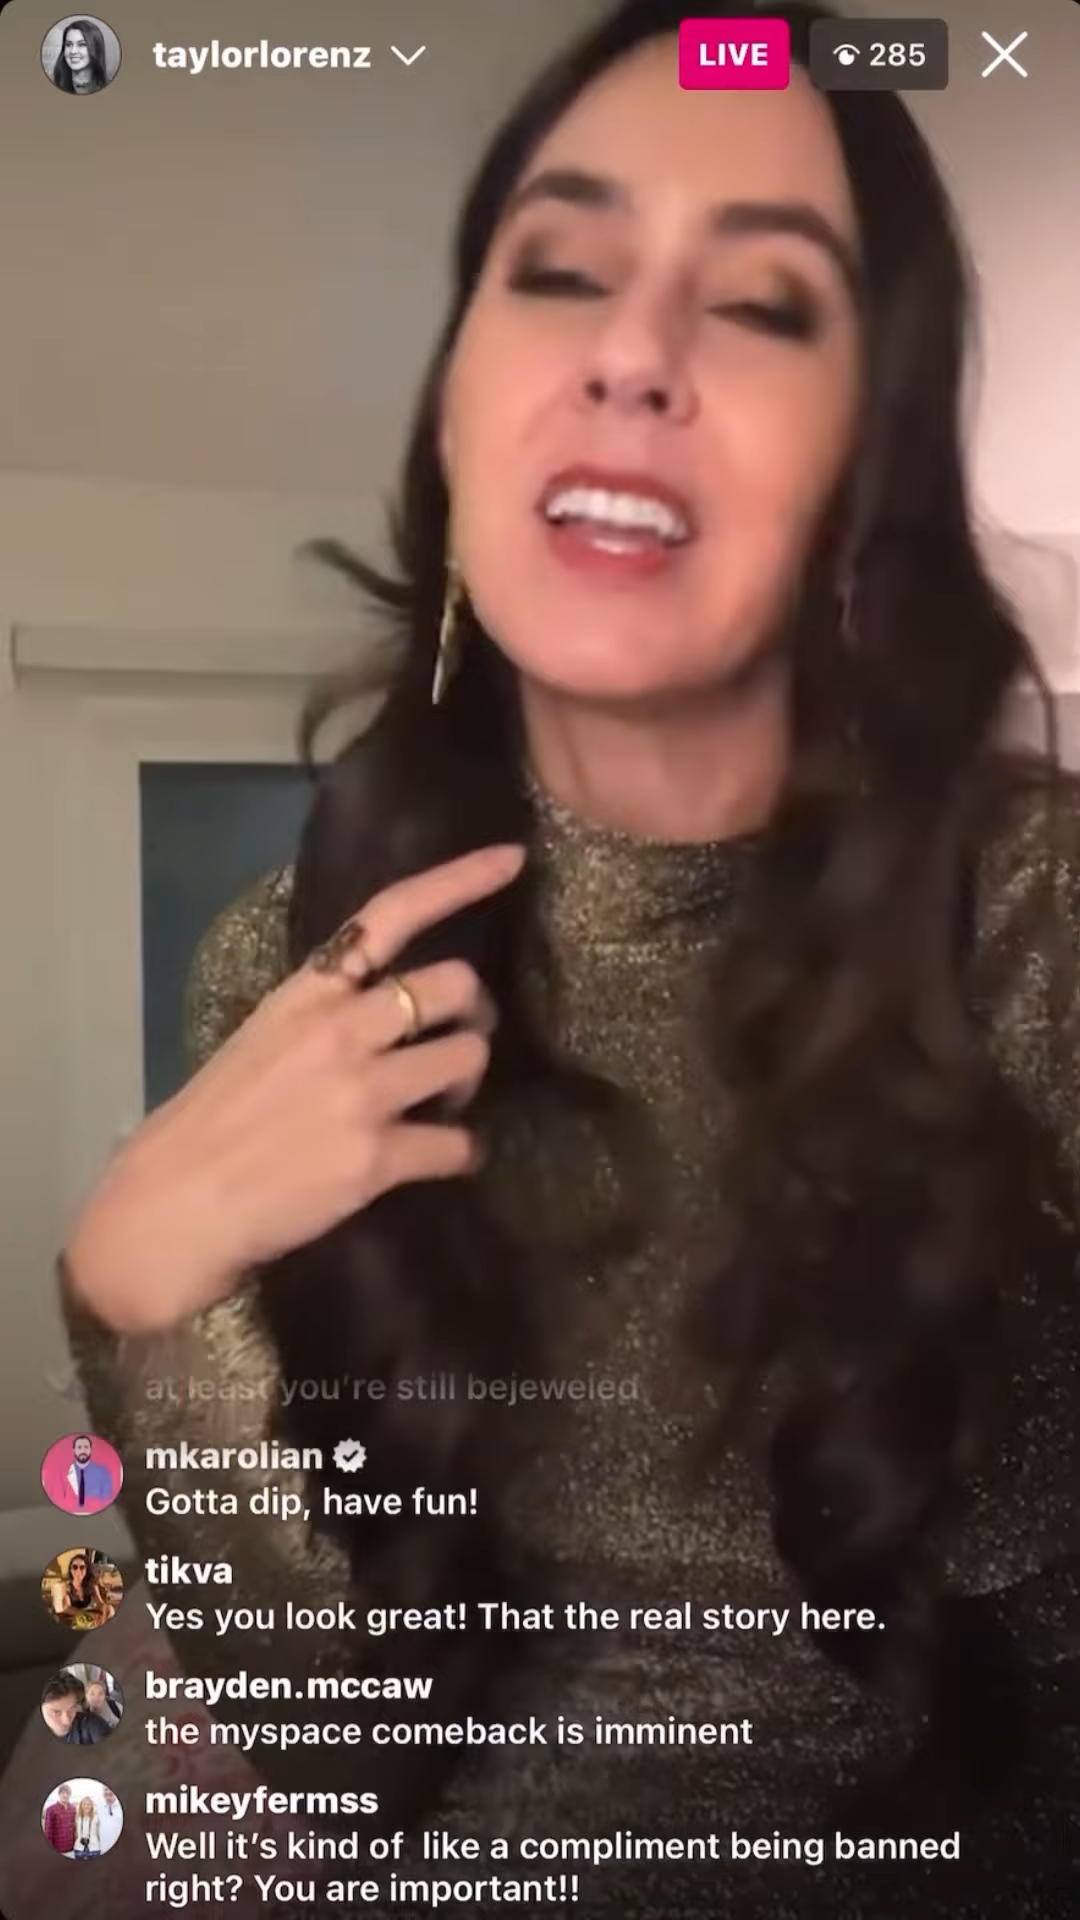 taylorlorenz
LIVE
285
at least you're still bejeweled
mkarolian
Gotta dip, have fun!
tikva
Yes you look great! That the real story here.
brayden.mccaw
the myspace comeback is imminent
mikeyfermss
Well it's kind of  like a compliment being banned
right? You are important!!